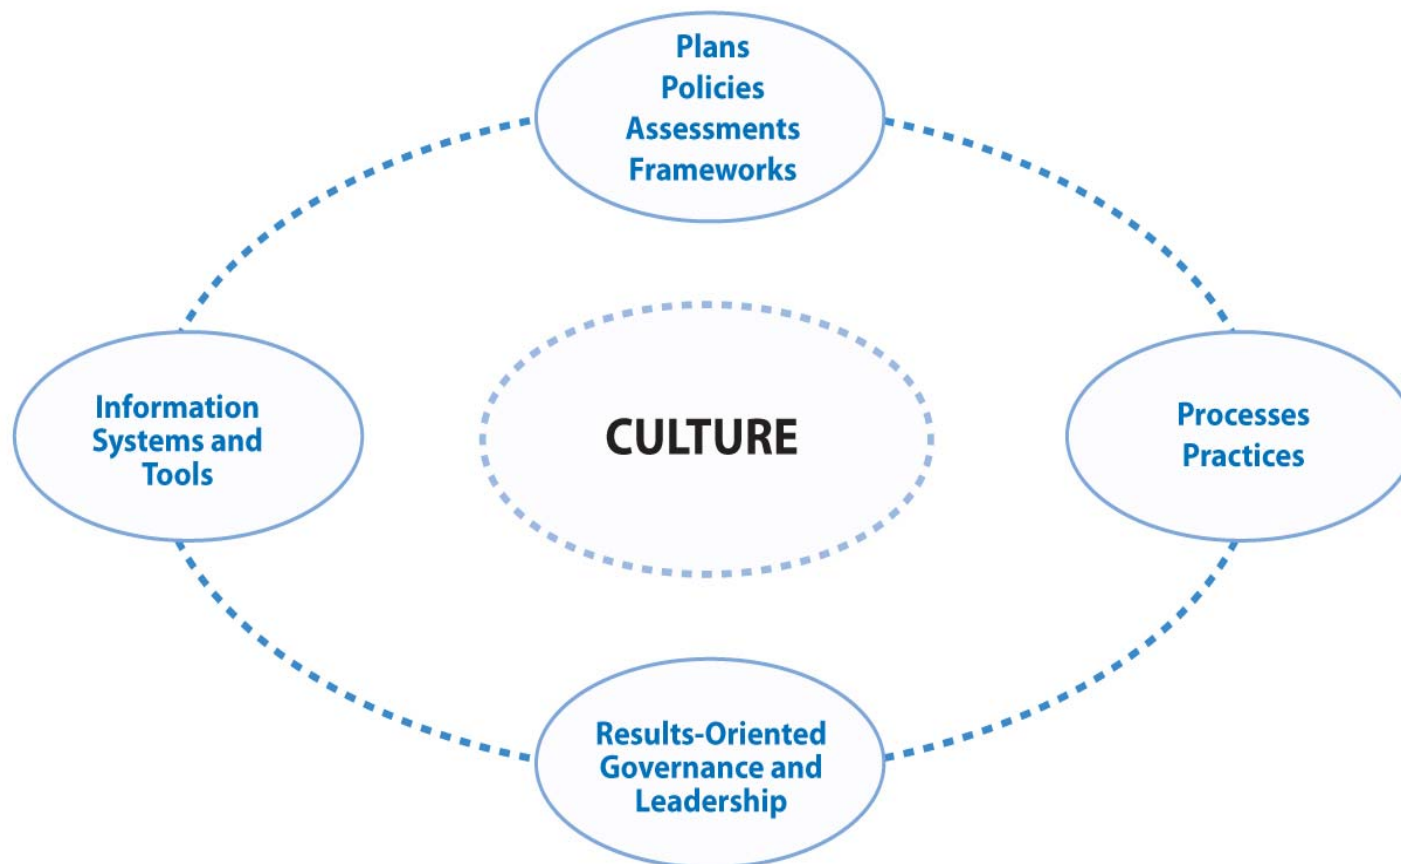 Plans
Policies
Assessments
Frameworks
Information
Systems and
Tools
CULTURE
Processes
Practices
Results-Oriented
Governance and
Leadership